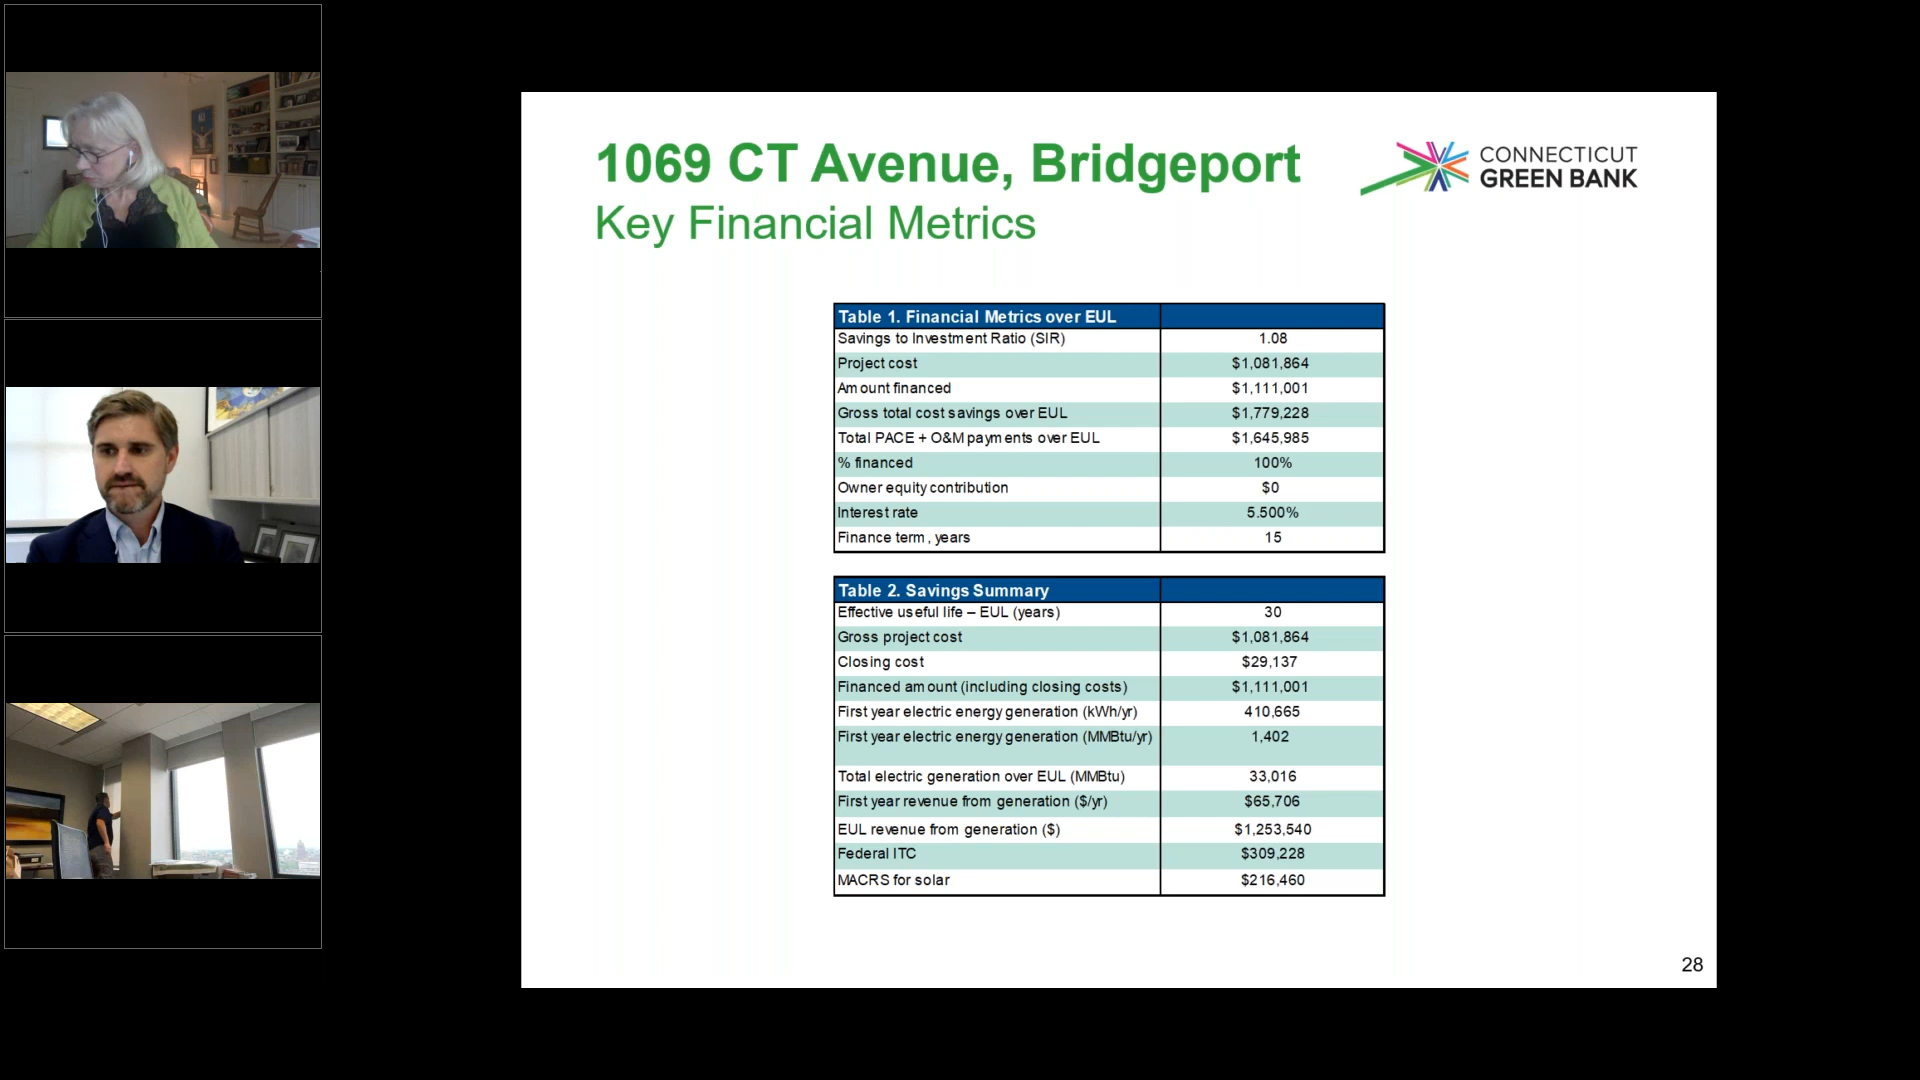 1069 CT Avenue, Bridgeport
Key Financial Metrics
CONNECTICUT
GREEN BANK
Table 1. Financial Metrics over EUL
Savings to Investment Ratio (SIR) 1.08
Project cost $1,081,864
Amount financed $1,111,001
Gross total cost savings over EUL $1,779,228
Total PACE + O&M payments over EUL $1,645,985
% financed 100%
Owner equity contribution $0
Interest rate 5.500%
Finance term, years 15
Table 2. Savings Summary
Effective useful life – EUL (years) 30
Gross project cost $1,081,864
Closing cost $29,137
Financed amount (including closing costs) $1,111,001
First year electric energy generation (kWh/yr) 410,665
First year electric energy generation (MMBtu/yr) 1,402
Total electric generation over EUL (MMBtu) 33,016
First year revenue from generation ($/yr) $65,706
EUL revenue from generation ($) $1,253,540
Federal ITC $309,228
MACRS for solar $216,460
28